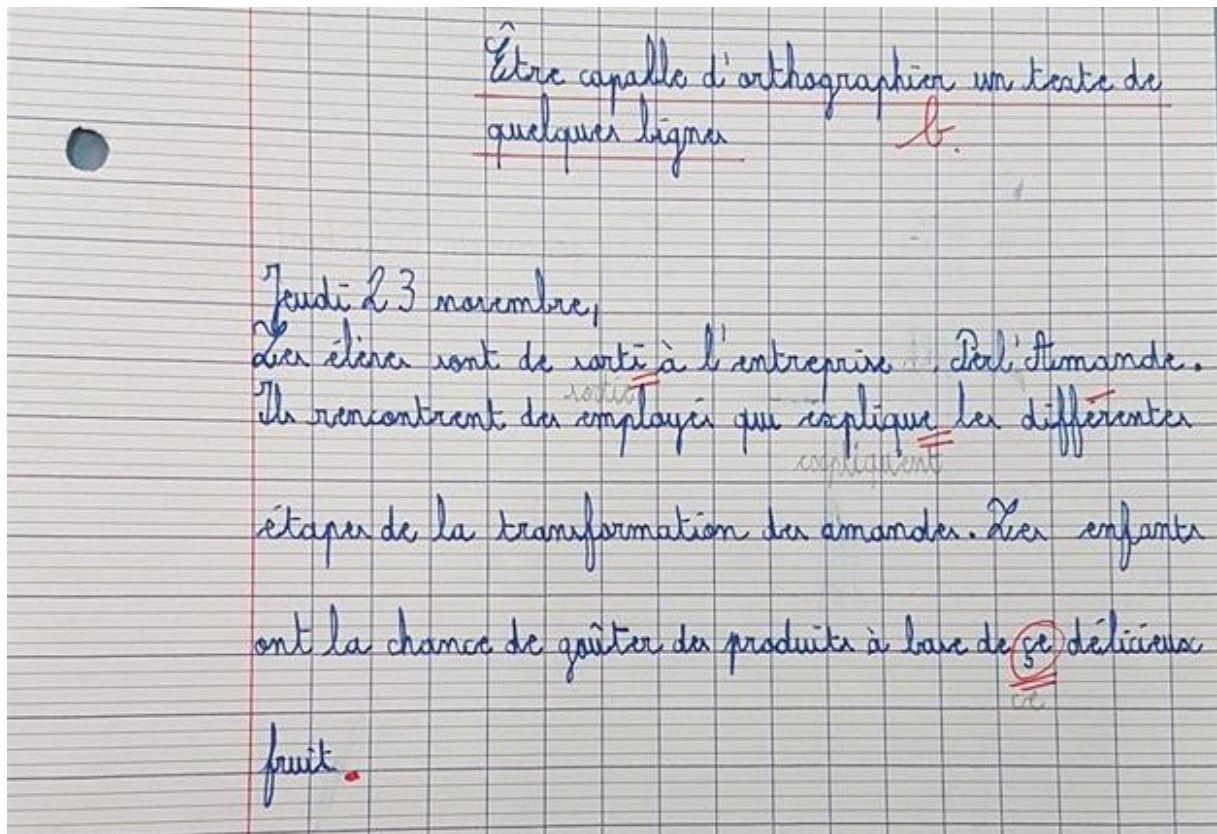 Être capable d'orthographier un texte de
quelques lignes b.
Jeudi 23 novembre,
Les élèves sont de sorti à l'entreprise Perl'Amande.
sortie
Ils rencontrent des employés qui explique les différentes
expliquent
étapes de la transformation des amandes. Les enfants
ont la chance de goûter des produits à base de çe délicieux
ce
fruit.